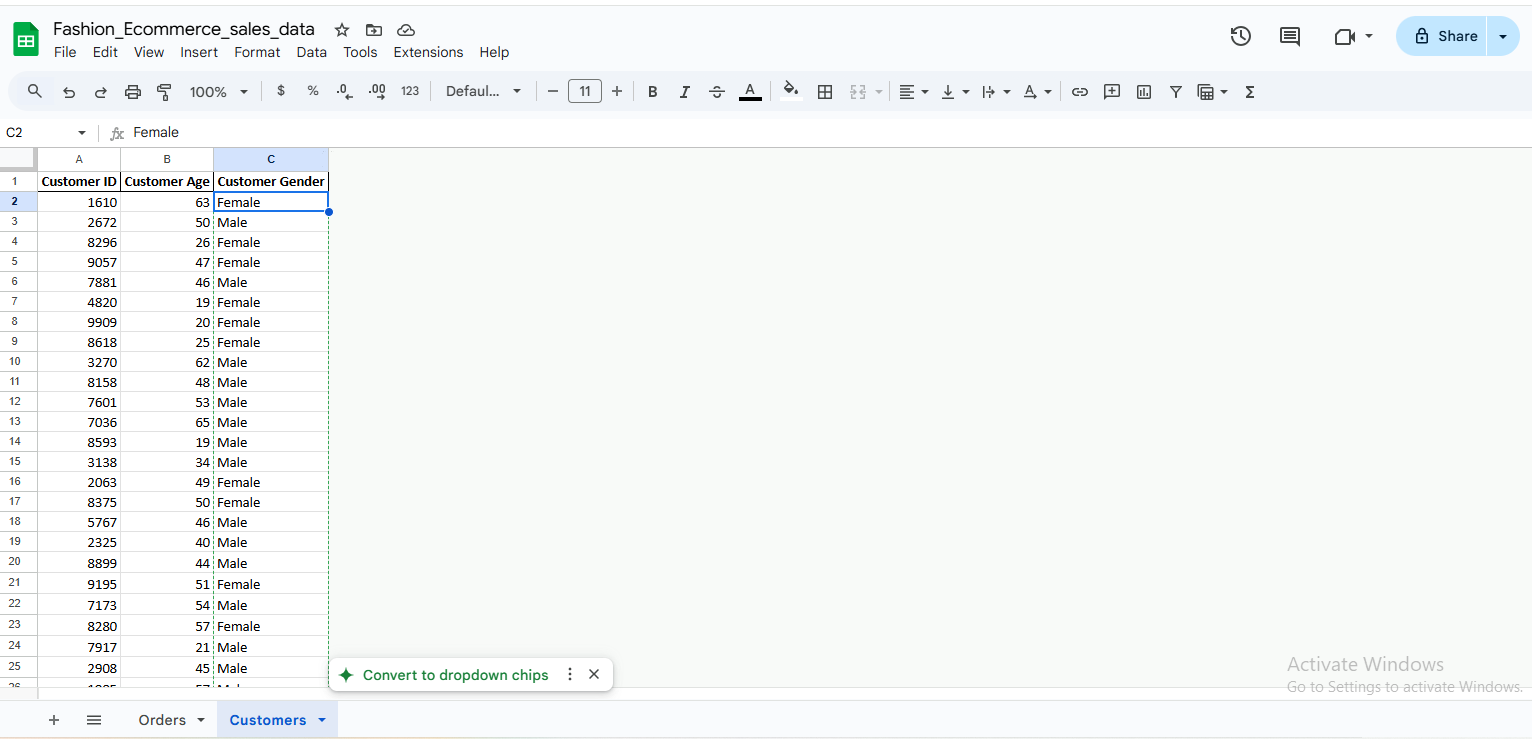 Fashion_Ecommerce_sales_data
File Edit View Insert Format Data Tools Extensions Help
Share
100% $ % .0 .00 123 Defaul... 11 B I A A Σ
C2 fx Female
A B C
1 Customer ID Customer Age Customer Gender
2 1610 63 Female
3 2672 50 Male
4 8296 26 Female
5 9057 47 Female
6 7881 46 Male
7 4820 19 Female
8 9909 20 Female
9 8618 25 Female
10 3270 62 Male
11 8158 48 Male
12 7601 53 Male
13 7036 65 Male
14 8593 19 Male
15 3138 34 Male
16 2063 49 Female
17 8375 50 Female
18 5767 46 Male
19 2325 40 Male
20 8899 44 Male
21 9195 51 Female
22 7173 54 Male
23 8280 57 Female
24 7917 21 Male
25 2908 45 Male
Convert to dropdown chips
Activate Windows
Go to Settings to activate Windows.
Orders Customers